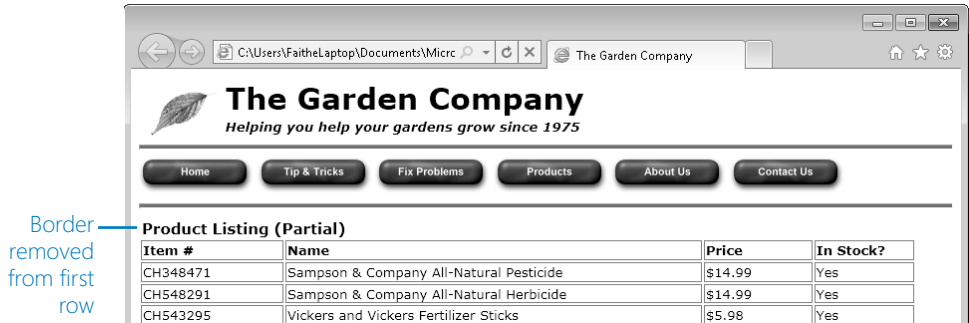 C:\Users\FaitheLaptop\Documents\Micrc
The Garden Company
The Garden Company
Helping you help your gardens grow since 1975
Home Tip & Tricks Fix Problems Products About Us Contact Us
Border removed from first row
Product Listing (Partial)
Item # Name Price In Stock?
CH348471 Sampson & Company All-Natural Pesticide $14.99 Yes
CH548291 Sampson & Company All-Natural Herbicide $14.99 Yes
CH543295 Vickers and Vickers Fertilizer Sticks $5.98 Yes